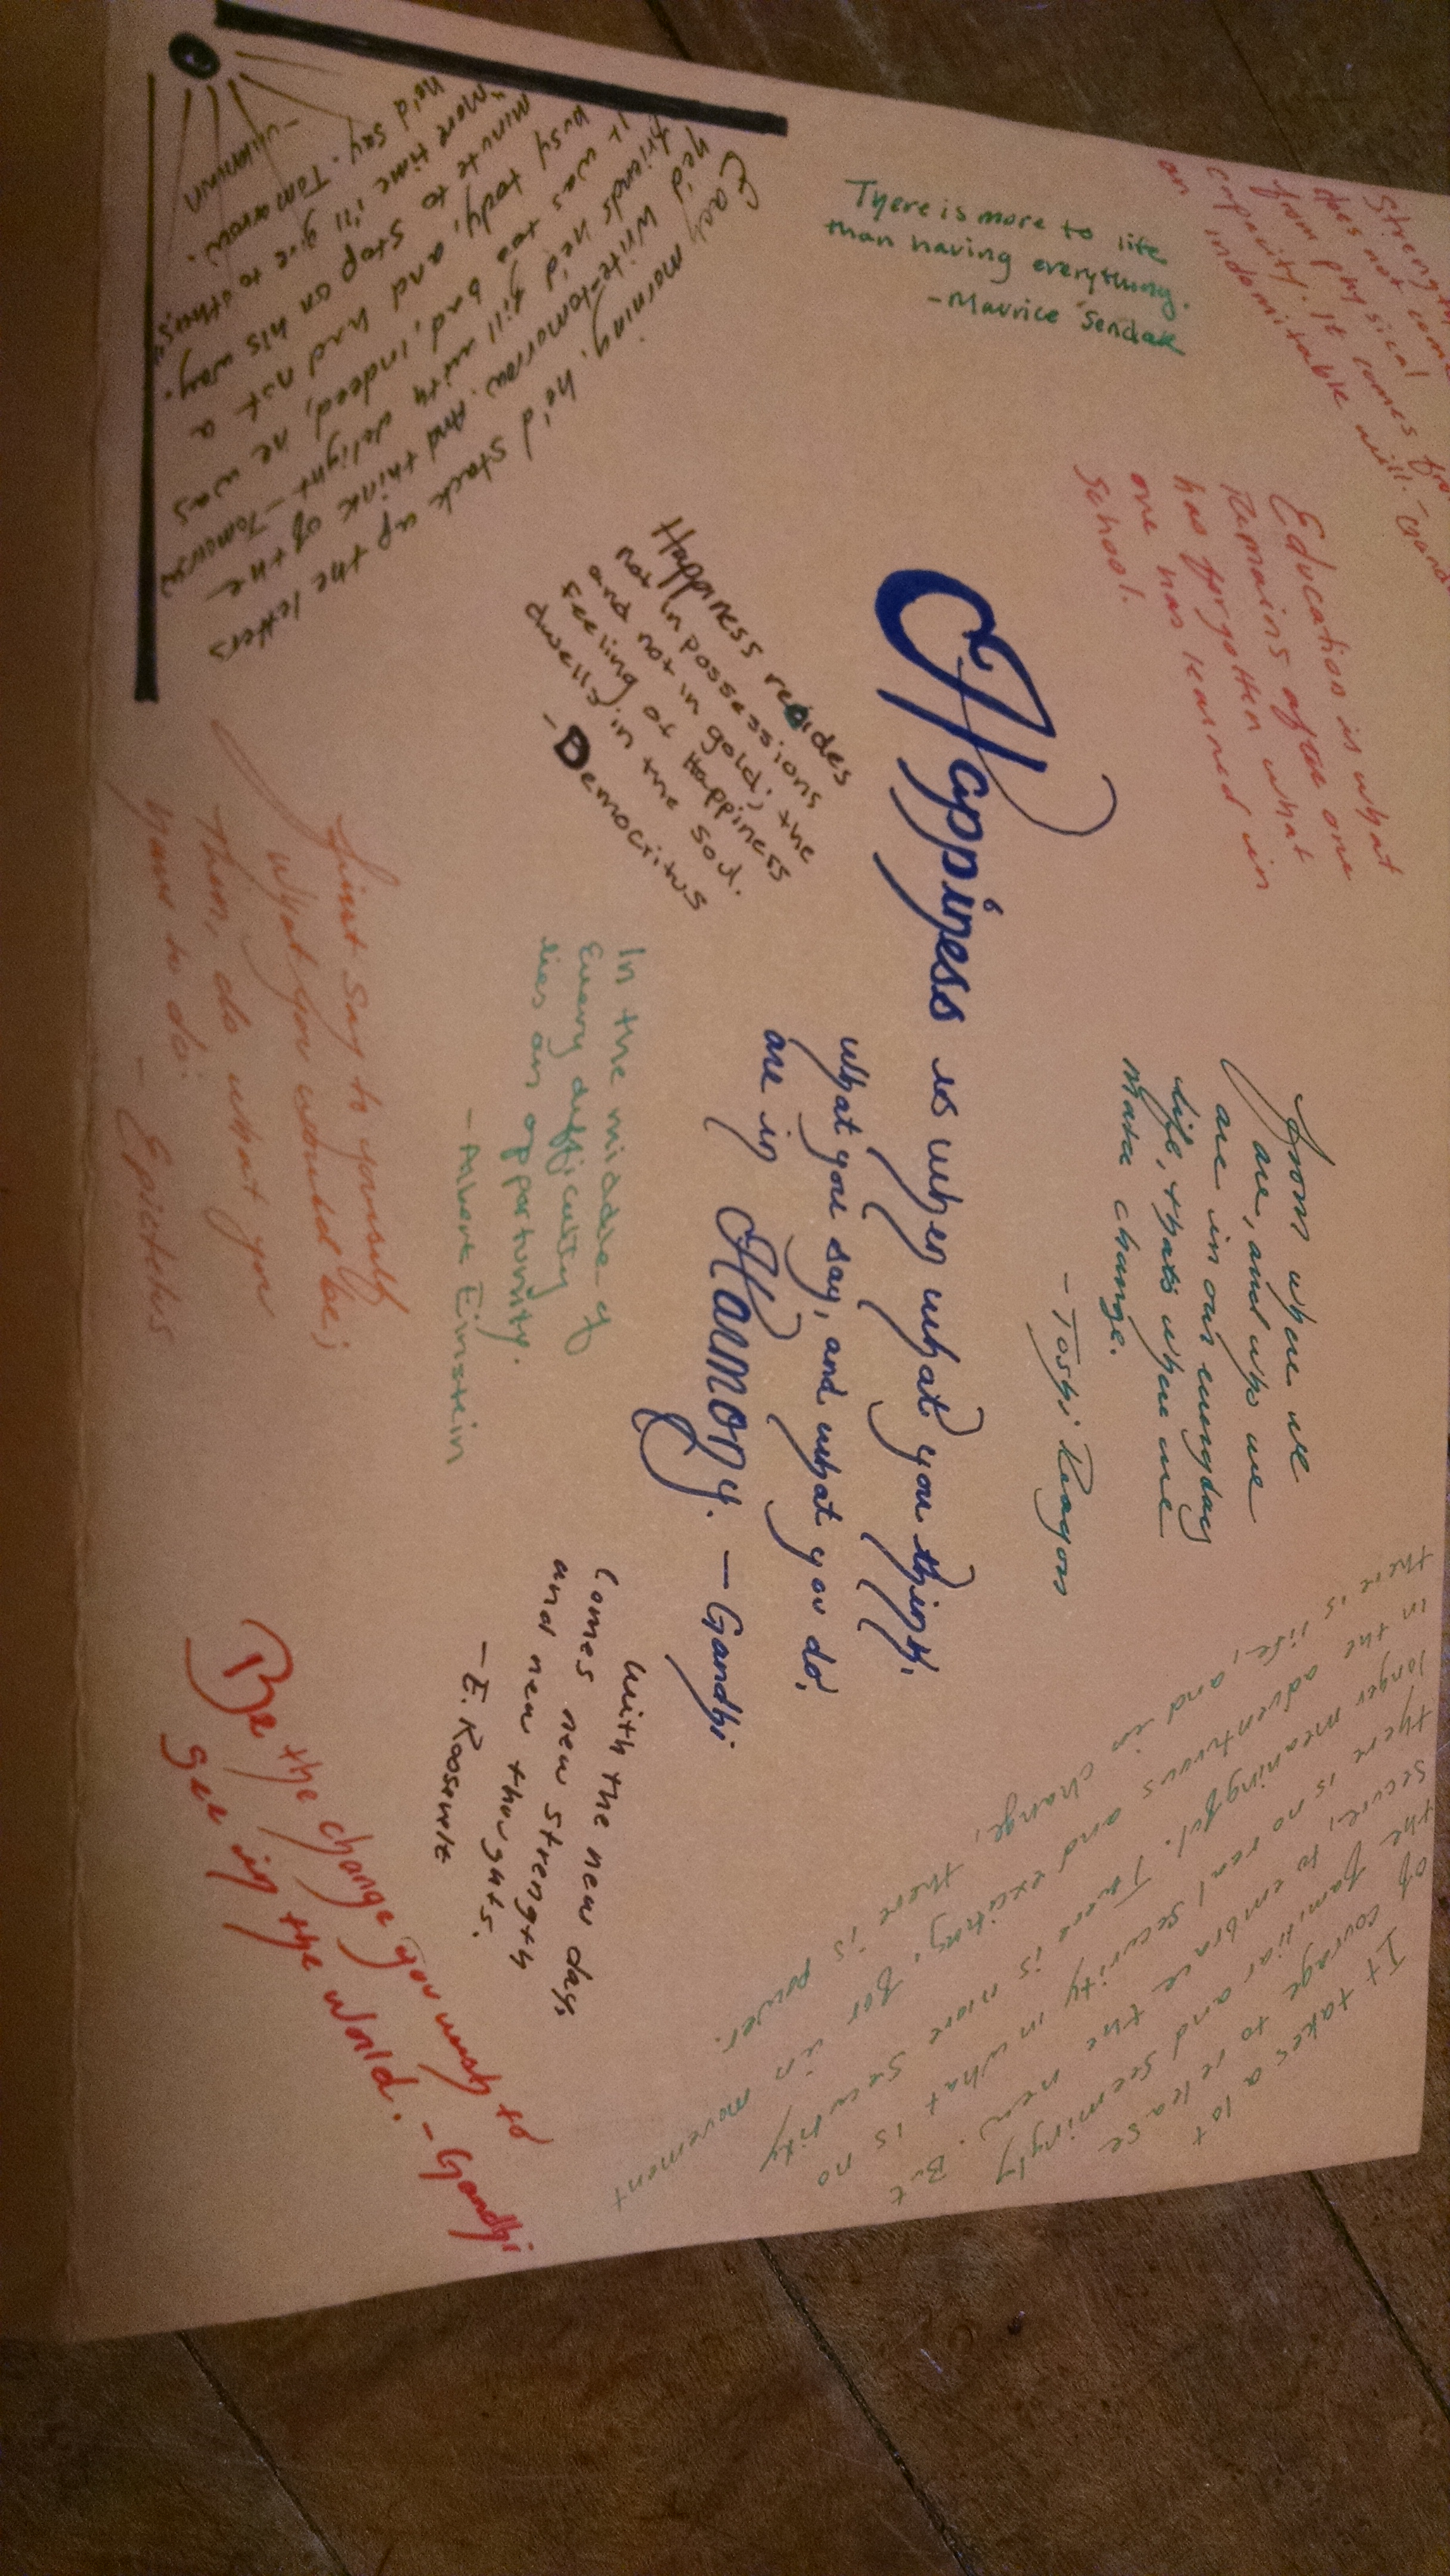 Strength
does not come
from physical
capacity. It comes from
an indomitable will. - Gand
Education is what
remains after one
has forgotten what
one has learned in
school.
There is more to life
than having everything.
- Maurice Sendak
From where we
are, and who we
are in our everyday
life, thats where we
make change.
- Toshi Reagon
Happiness is when what you think,
what you say, and what you do,
are in Harmony. - Gandhi
Happiness resides
not in possessions
and not in gold; the
feeling of Happiness
dwells in the soul.
- Democritus
In the middle of
Every difficulty
lies an opportunity.
- Albert Einstein
With the new day,
comes new strength
and new thoughts.
- E. Roosevelt
First say to yourself
what you would be;
Then, do what you
have to do.
- Epictetus
Be the change you wish to
see in the world. - Gandhi
Each morning, he'd stack up the letters
he'd write-tomorrow. And think of the
friends he'd fill with delight-
It was too bad, indeed, he was
busy tody, and had not a
minute to stop on his way.
"More time i'll give to others"
he'd say. Tomorrow.
It takes a lot
of courage to release
the familiar and seemingly
secure, to embrace the new. But
there is no real security in what is no
longer meaningful. There is more security
in the adventurous and exciting, for in movement
there is life, and in change, there is power.